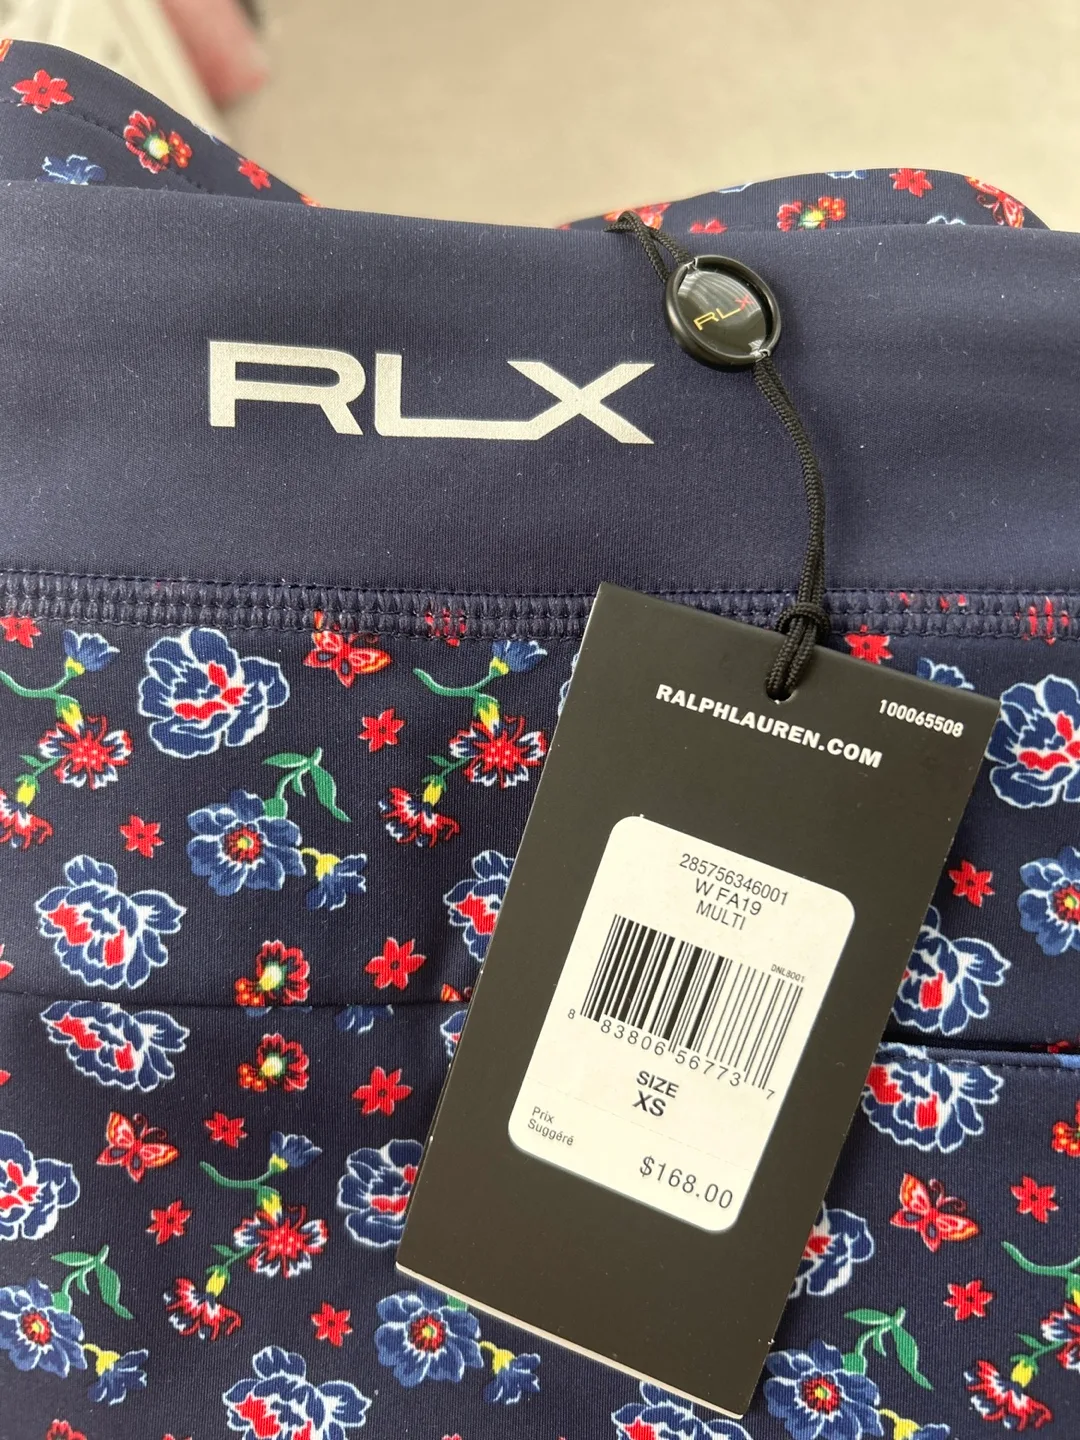 RLX
RLX
RALPHLAUREN.COM
100065508
285756346001
W FA19
MULTI
DNL8001
8 83806 56773 7
SIZE
XS
Prix
Suggéré
$168.00